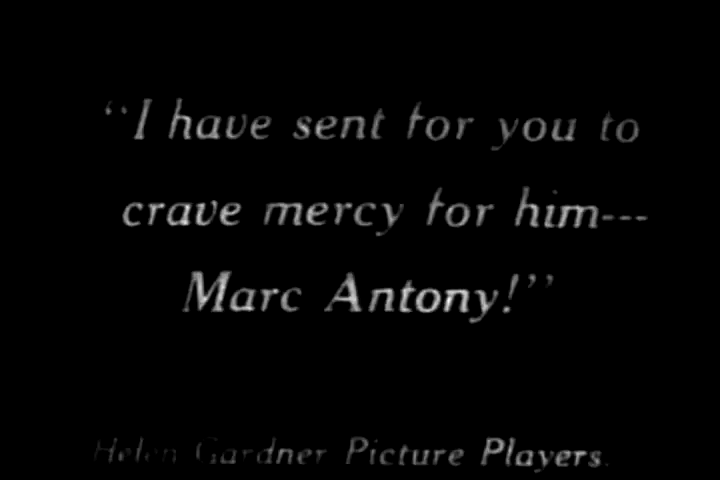 "I have sent for you to
crave mercy for him---
Marc Antony!"
Helen Gardner Picture Players.